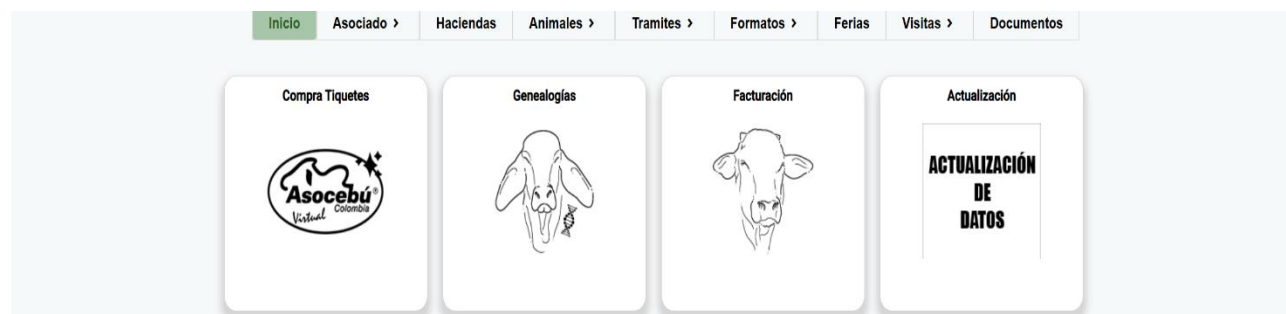 Inicio Asociado > Haciendas Animales > Tramites > Formatos > Ferias Visitas > Documentos
Compra Tiquetes Genealogías Facturación Actualización
Asocebú®
Colombia
Virtual
ACTUALIZACIÓN
DE
DATOS